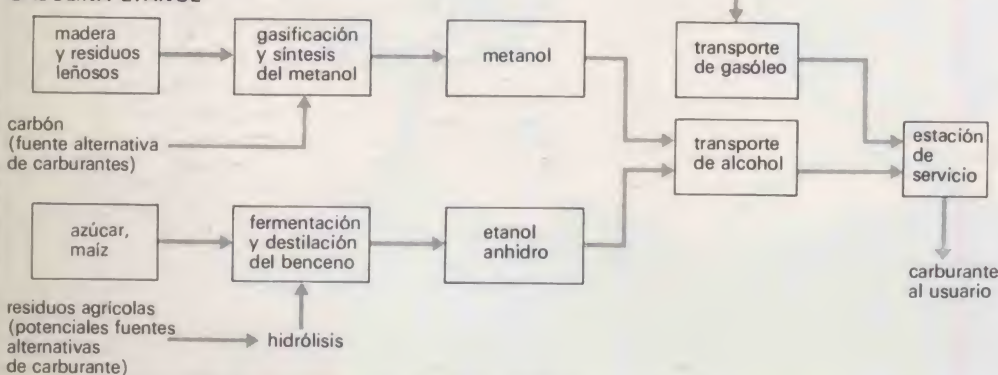 madera
y residuos
leñosos
gasificación
y síntesis
del metanol
metanol
transporte
de gasóleo
carbón
(fuente alternativa
de carburantes)
transporte
de alcohol
estación
de
servicio
azúcar,
maíz
fermentación
y destilación
del benceno
etanol
anhidro
carburante
al usuario
residuos agrícolas
(potenciales fuentes
alternativas
de carburante)
hidrólisis